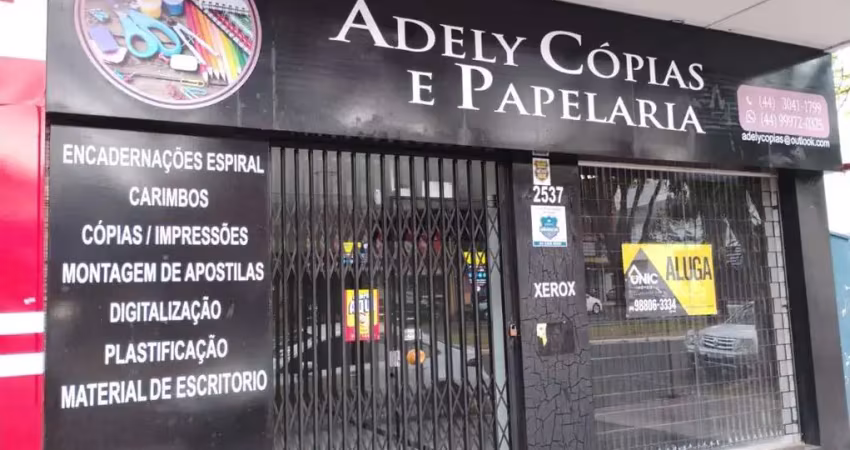 ADELY CÓPIAS
E PAPELARIA
(44) 3041-1799
(44) 99972-0325
adelycopias@outlook.com
ENCADERNAÇÕES ESPIRAL
CARIMBOS
CÓPIAS / IMPRESSÕES
MONTAGEM DE APOSTILAS
DIGITALIZAÇÃO
PLASTIFICAÇÃO
MATERIAL DE ESCRITORIO
2537
XEROX
UNIC
ALUGA
98806-3334